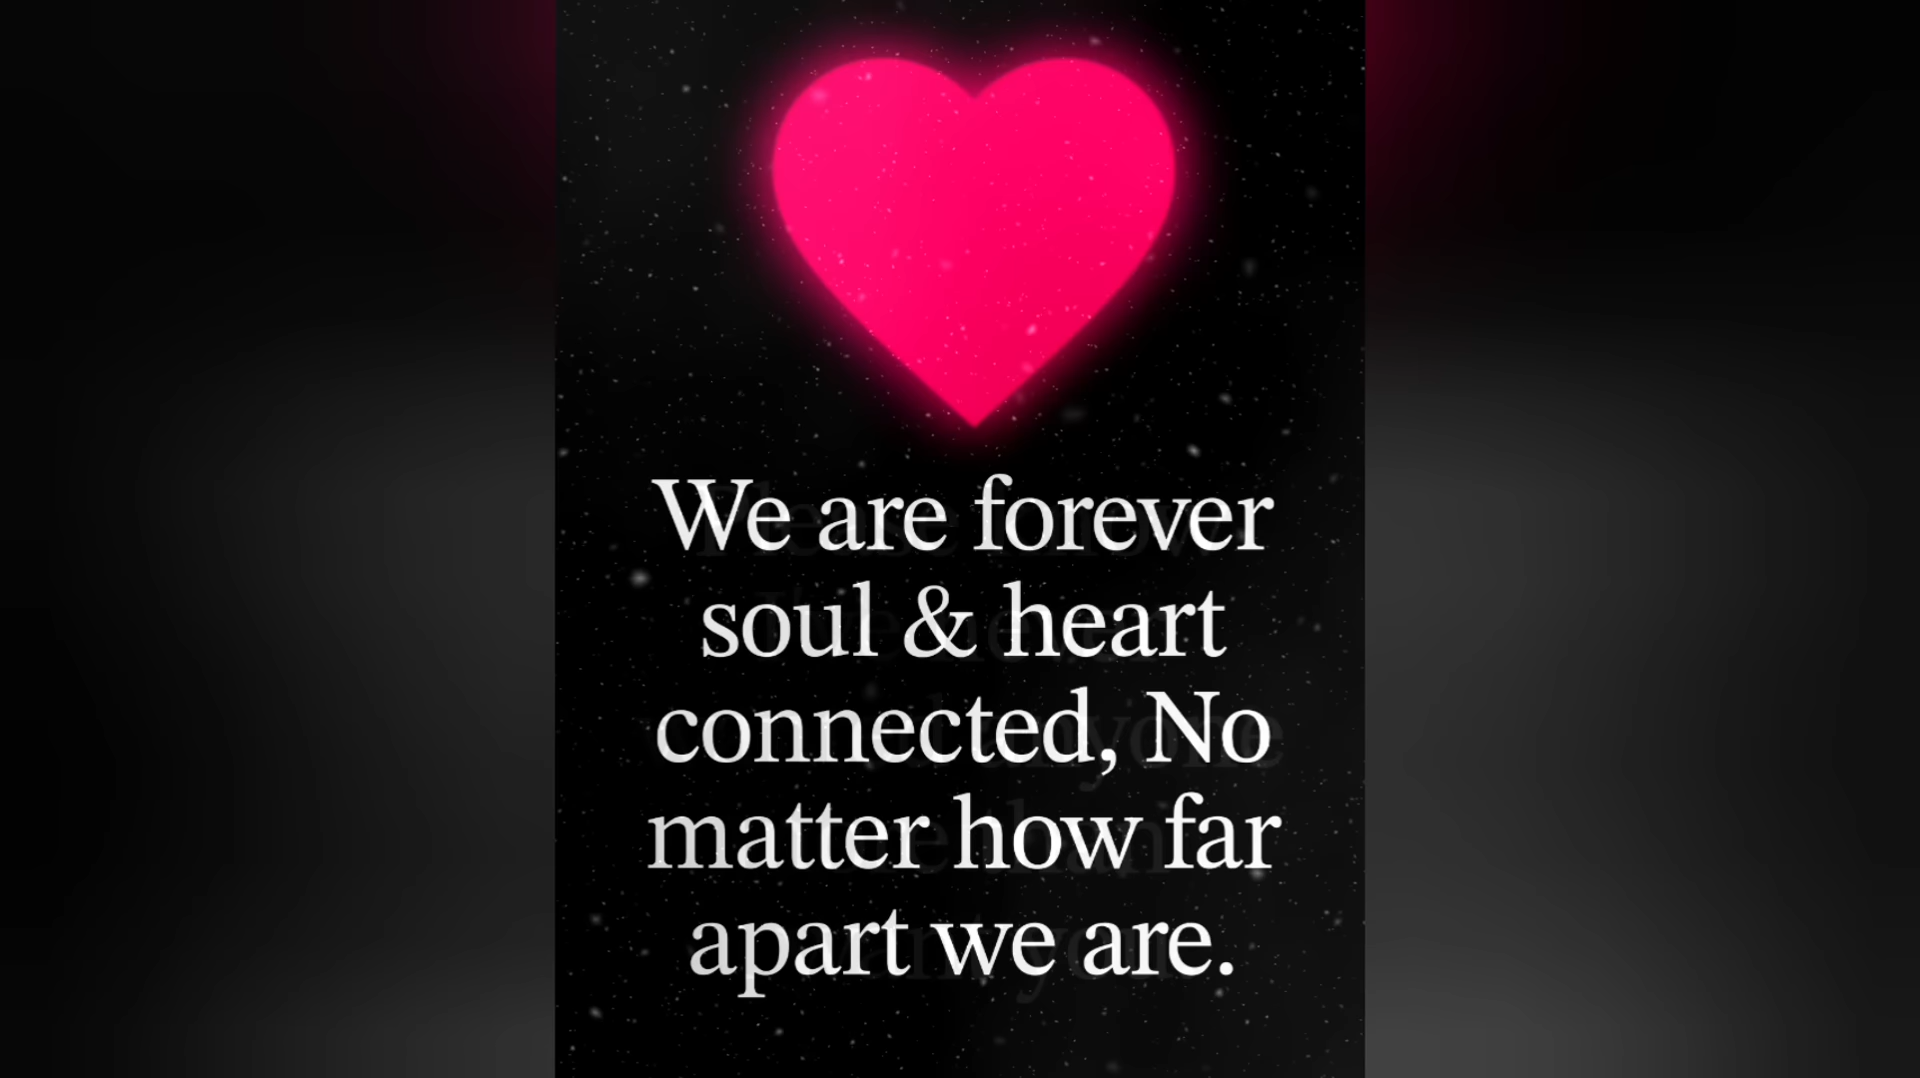 We are forever
soul & heart
connected, No
matter how far
apart we are.